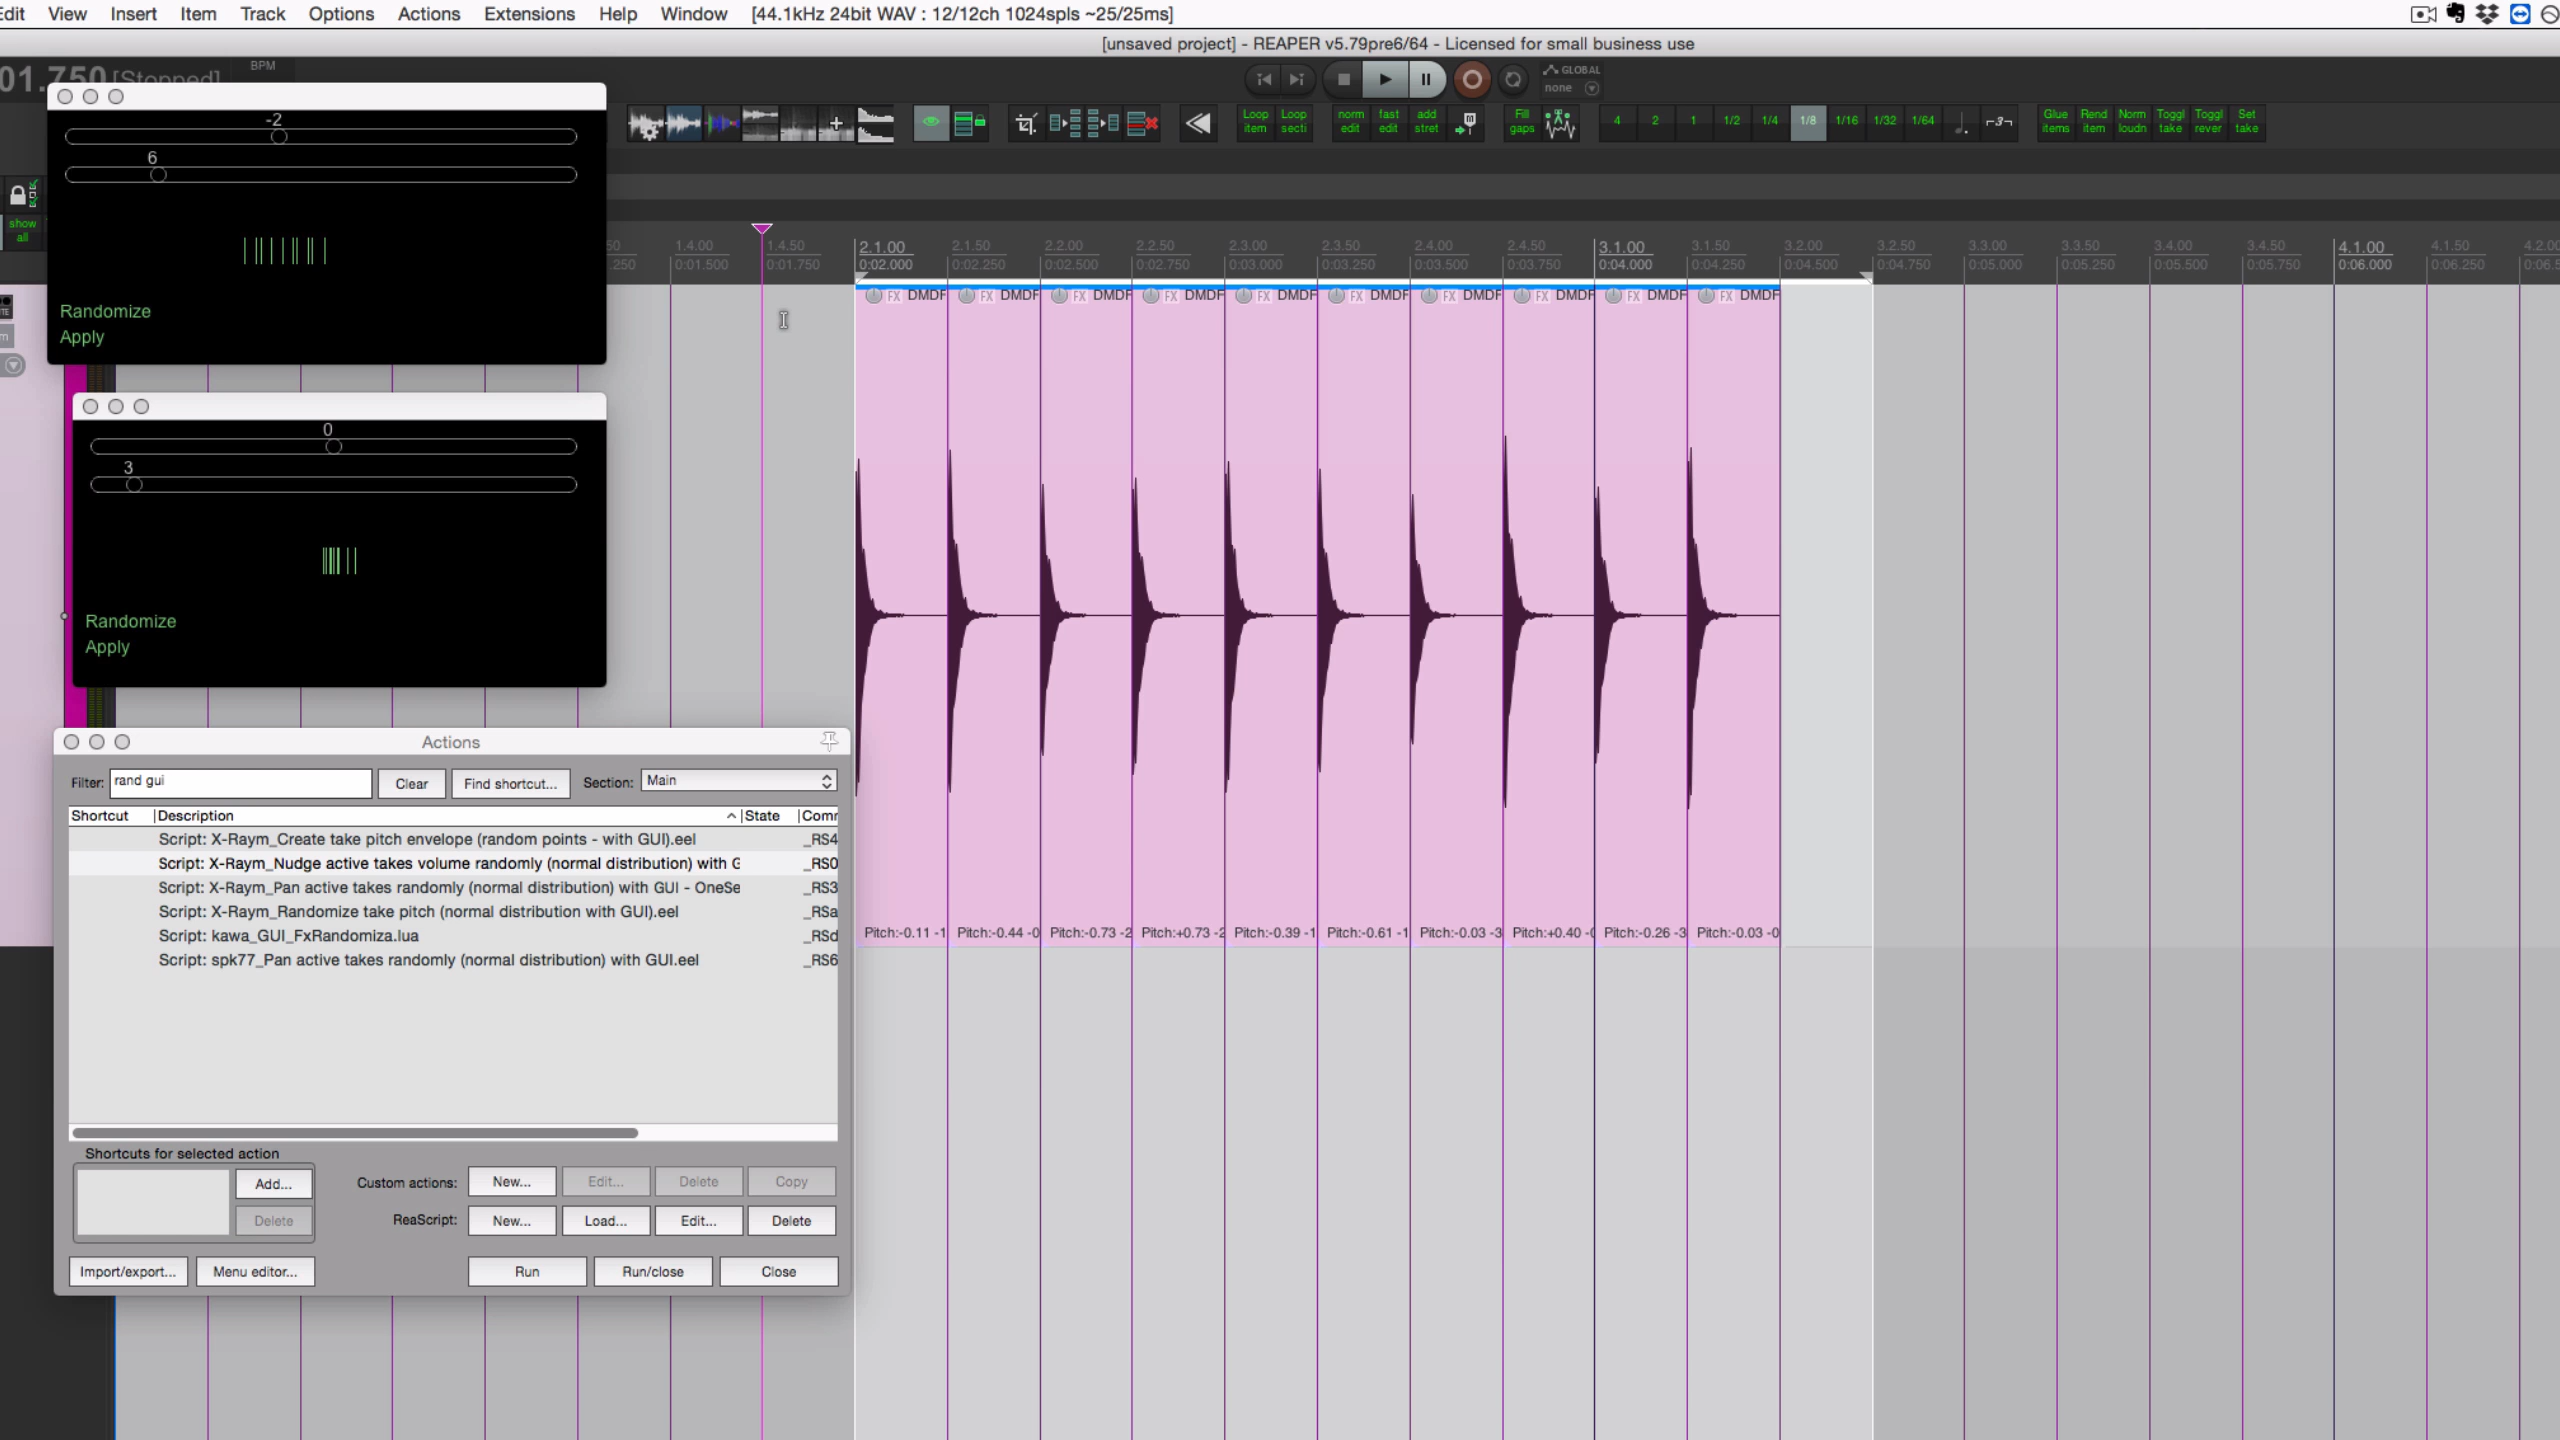 Edit View Insert Item Track Options Actions Extensions Help Window [44.1kHz 24bit WAV : 12/12ch 1024spls ~25/25ms]
[unsaved project] - REAPER v5.79pre6/64 - Licensed for small business use
01.750 [Stopped] BPM
GLOBAL
none
-2
6
Loop item
Loop secti
norm edit
fast edit
add stret
Fill gaps
4 2 1 1/2 1/4 1/8 1/16 1/32 1/64 3
Glue items
Rend item
Norm loudn
Toggl take
Toggl rever
Set take
show all
50 1.4.00 1.4.50 2.1.00 2.1.50 2.2.00 2.2.50 2.3.00 2.3.50 2.4.00 2.4.50 3.1.00 3.1.50 3.2.00 3.2.50 3.3.00 3.3.50 3.4.00 3.4.50 4.1.00 4.1.50 4.2.00
.250 0:01.500 0:01.750 0:02.000 0:02.250 0:02.500 0:02.750 0:03.000 0:03.250 0:03.500 0:03.750 0:04.000 0:04.250 0:04.500 0:04.750 0:05.000 0:05.250 0:05.500 0:05.750 0:06.000 0:06.250 0:06.5
FX DMDF FX DMDF FX DMDF FX DMDF FX DMDF FX DMDF FX DMDF FX DMDF FX DMDF FX DMDF
Randomize
Apply
0
3
Randomize
Apply
Actions
Filter: rand gui Clear Find shortcut... Section: Main
Shortcut Description State Comr
Script: X-Raym_Create take pitch envelope (random points - with GUI).eel _RS4
Script: X-Raym_Nudge active takes volume randomly (normal distribution) with G _RS0
Script: X-Raym_Pan active takes randomly (normal distribution) with GUI - OneSe _RS3
Script: X-Raym_Randomize take pitch (normal distribution with GUI).eel _RSa
Script: kawa_GUI_FxRandomiza.lua _RSd
Script: spk77_Pan active takes randomly (normal distribution) with GUI.eel _RS6
Pitch:-0.11 -1 Pitch:-0.44 -0 Pitch:-0.73 -2 Pitch:+0.73 -2 Pitch:-0.39 -1 Pitch:-0.61 -1 Pitch:-0.03 -3 Pitch:+0.40 -0 Pitch:-0.26 -3 Pitch:-0.03 -0
Shortcuts for selected action
Add...
Delete
Custom actions: New... Edit... Delete Copy
ReaScript: New... Load... Edit... Delete
Import/export... Menu editor... Run Run/close Close